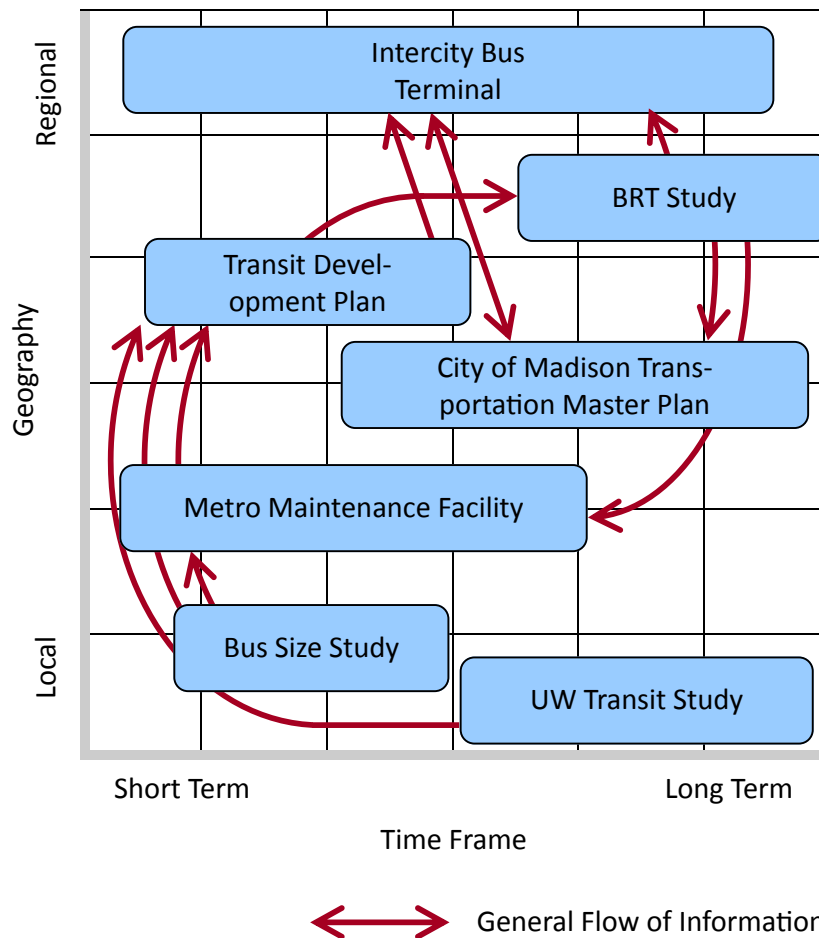 Regional
Intercity Bus
Terminal
BRT Study
Transit Devel-
opment Plan
Geography
City of Madison Trans-
portation Master Plan
Metro Maintenance Facility
Local
Bus Size Study
UW Transit Study
Short Term
Long Term
Time Frame
General Flow of Information